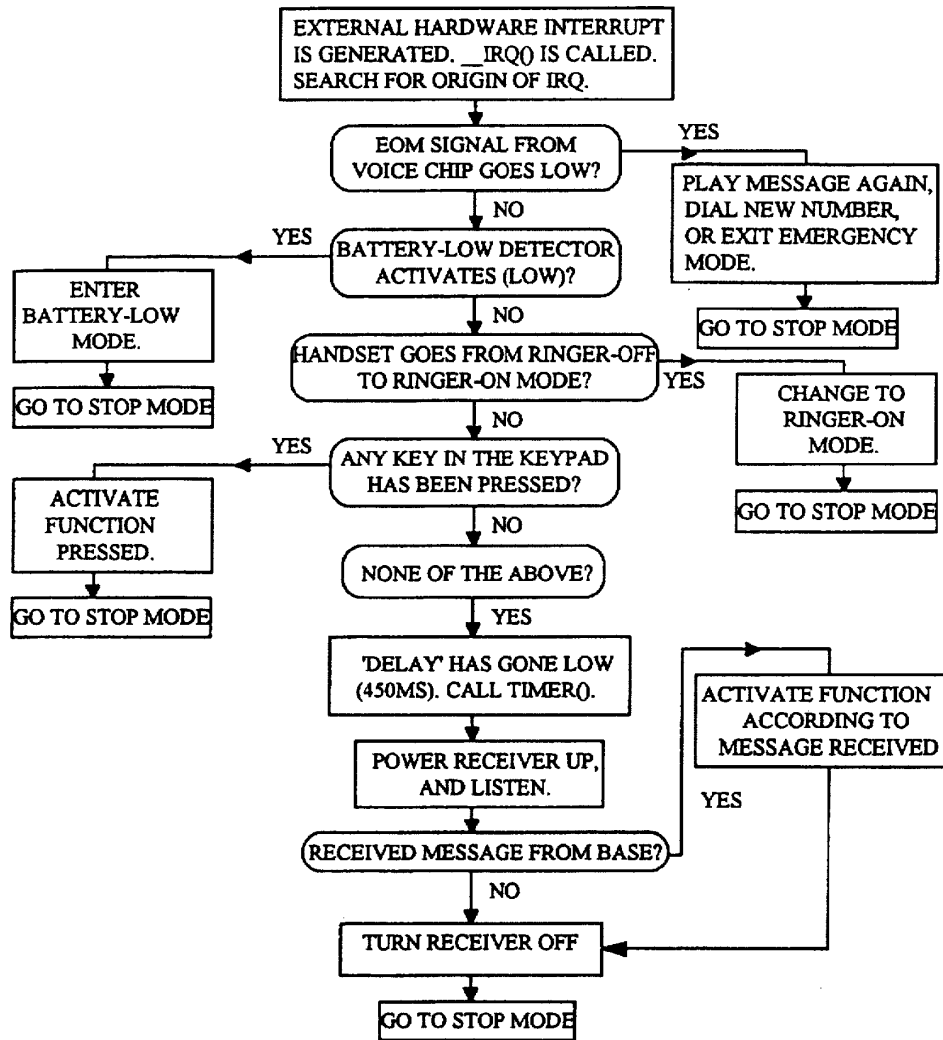 EXTERNAL HARDWARE INTERRUPT
IS GENERATED. __IRQ() IS CALLED.
SEARCH FOR ORIGIN OF IRQ.
EOM SIGNAL FROM
VOICE CHIP GOES LOW?
YES
PLAY MESSAGE AGAIN,
DIAL NEW NUMBER,
OR EXIT EMERGENCY
MODE.
GO TO STOP MODE
NO
BATTERY-LOW DETECTOR
ACTIVATES (LOW)?
YES
ENTER
BATTERY-LOW
MODE.
GO TO STOP MODE
NO
HANDSET GOES FROM RINGER-OFF
TO RINGER-ON MODE?
YES
CHANGE TO
RINGER-ON
MODE.
GO TO STOP MODE
NO
ANY KEY IN THE KEYPAD
HAS BEEN PRESSED?
YES
ACTIVATE
FUNCTION
PRESSED.
GO TO STOP MODE
NO
NONE OF THE ABOVE?
YES
'DELAY' HAS GONE LOW
(450MS). CALL TIMER().
POWER RECEIVER UP,
AND LISTEN.
RECEIVED MESSAGE FROM BASE?
YES
ACTIVATE FUNCTION
ACCORDING TO
MESSAGE RECEIVED
NO
TURN RECEIVER OFF
GO TO STOP MODE